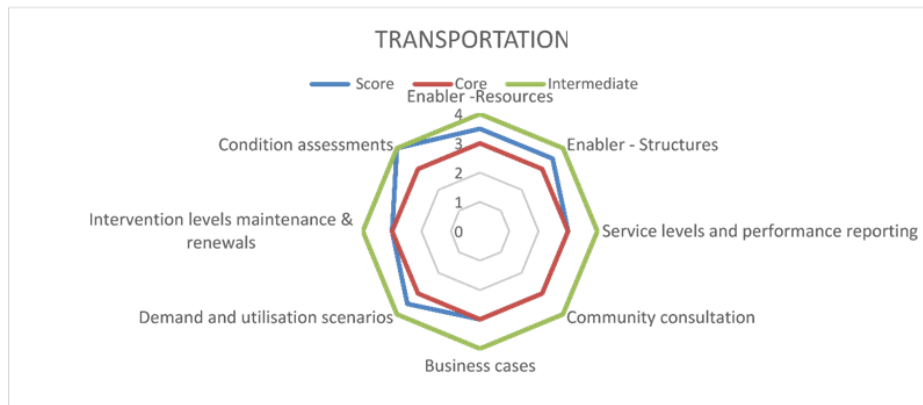 TRANSPORTATION
Score Core Intermediate
Enabler -Resources
4
Condition assessments
Enabler - Structures
3
2
1
Intervention levels maintenance &
renewals
0
Service levels and performance reporting
Demand and utilisation scenarios
Community consultation
Business cases